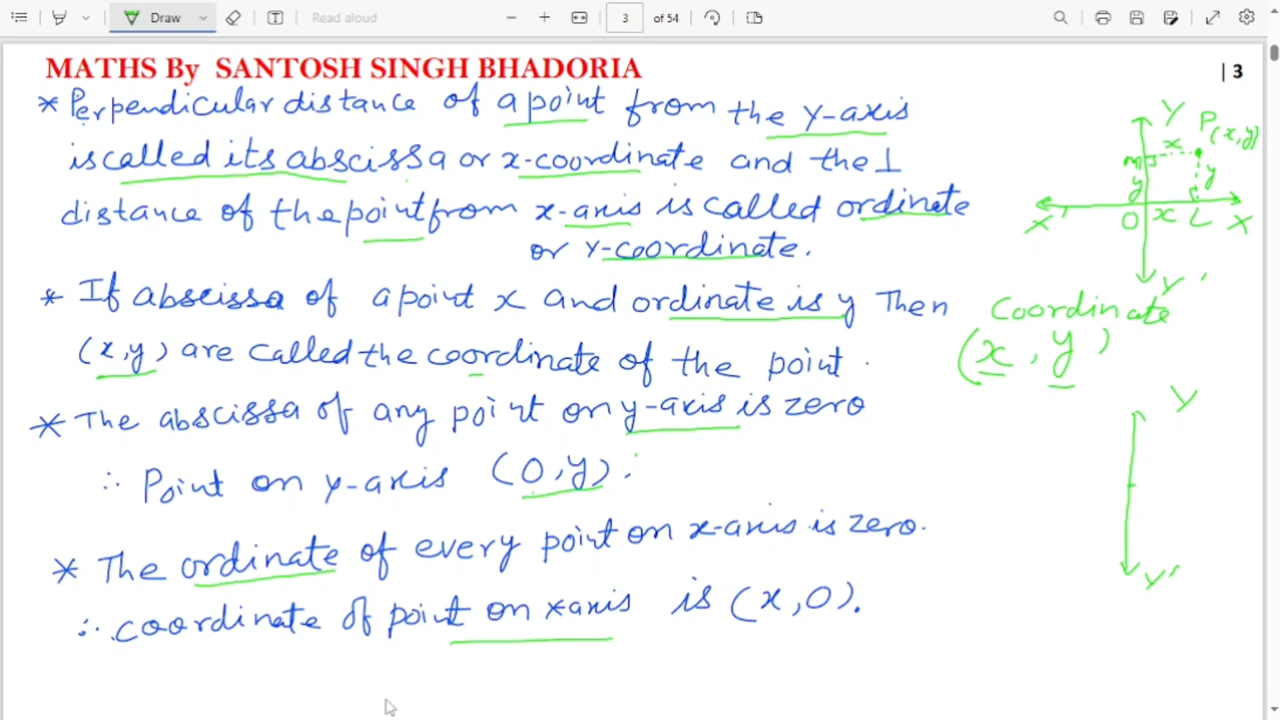 Draw
Read aloud
3 of 54
MATHS By SANTOSH SINGH BHADORIA
| 3
* Perpendicular distance of a point from the Y-axis
is called its abscissa or x-coordinate and the ⊥
distance of the point from x-axis is called ordinate
or Y-coordinate.
* If abscissa of a point x and ordinate is y Then
(x,y) are called the coordinate of the point.
* The abscissa of any point on y-axis is zero
∴ Point on y-axis (0,y).
* The ordinate of every point on x-axis is zero.
∴ coordinate of point on x axis is (x,0).
Y
P(x,y)
x
m
y
y
X'
O
x
L
X
Y'
Coordinate
(x, y)
Y
Y'